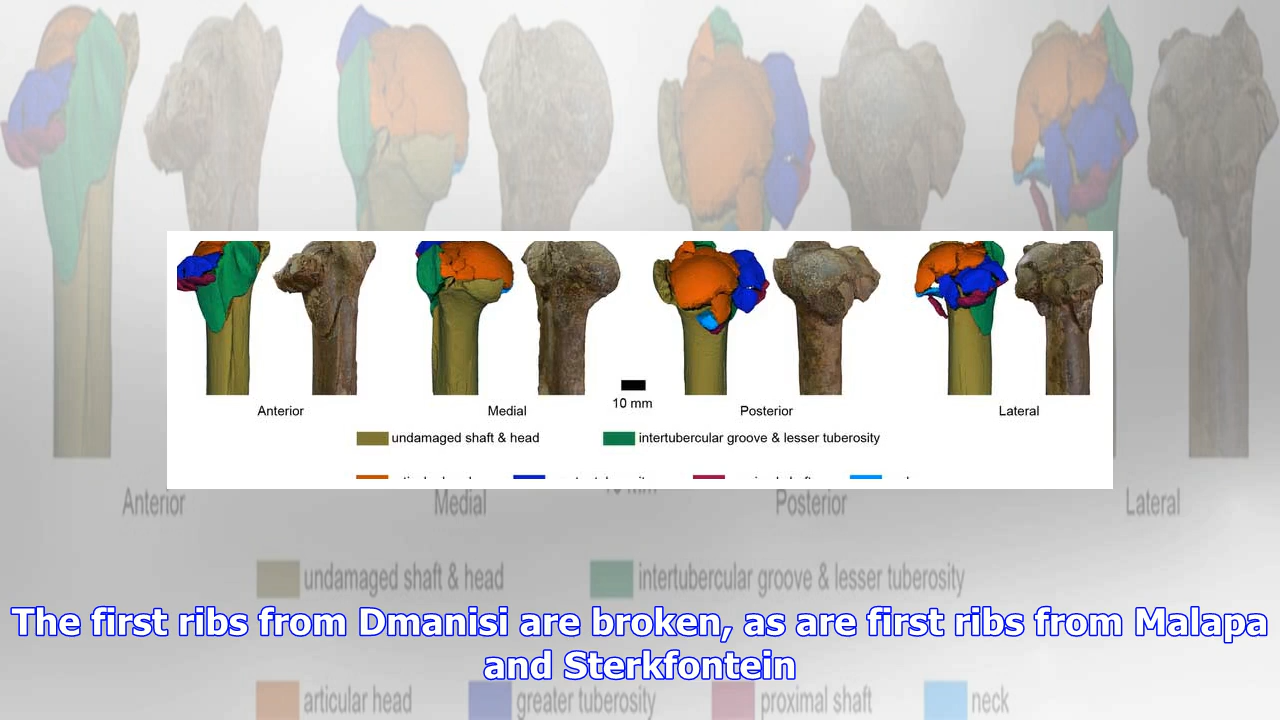 Anterior
Medial
10 mm
Posterior
Lateral
undamaged shaft & head
intertubercular groove & lesser tuberosity
Anterior
Medial
Posterior
Lateral
undamaged shaft & head
intertubercular groove & lesser tuberosity
The first ribs from Dmanisi are broken, as are first ribs from Malapa
and Sterkfontein
articular head
greater tuberosity
proximal shaft
neck